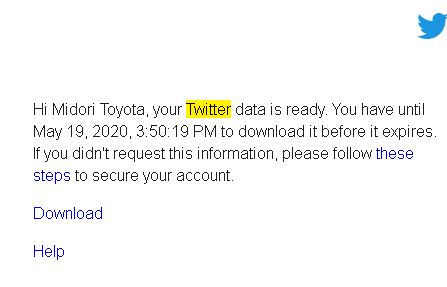 Hi Midori Toyota, your Twitter data is ready. You have until
May 19, 2020, 3:50:19 PM to download it before it expires.
If you didn't request this information, please follow these
steps to secure your account.
Download
Help